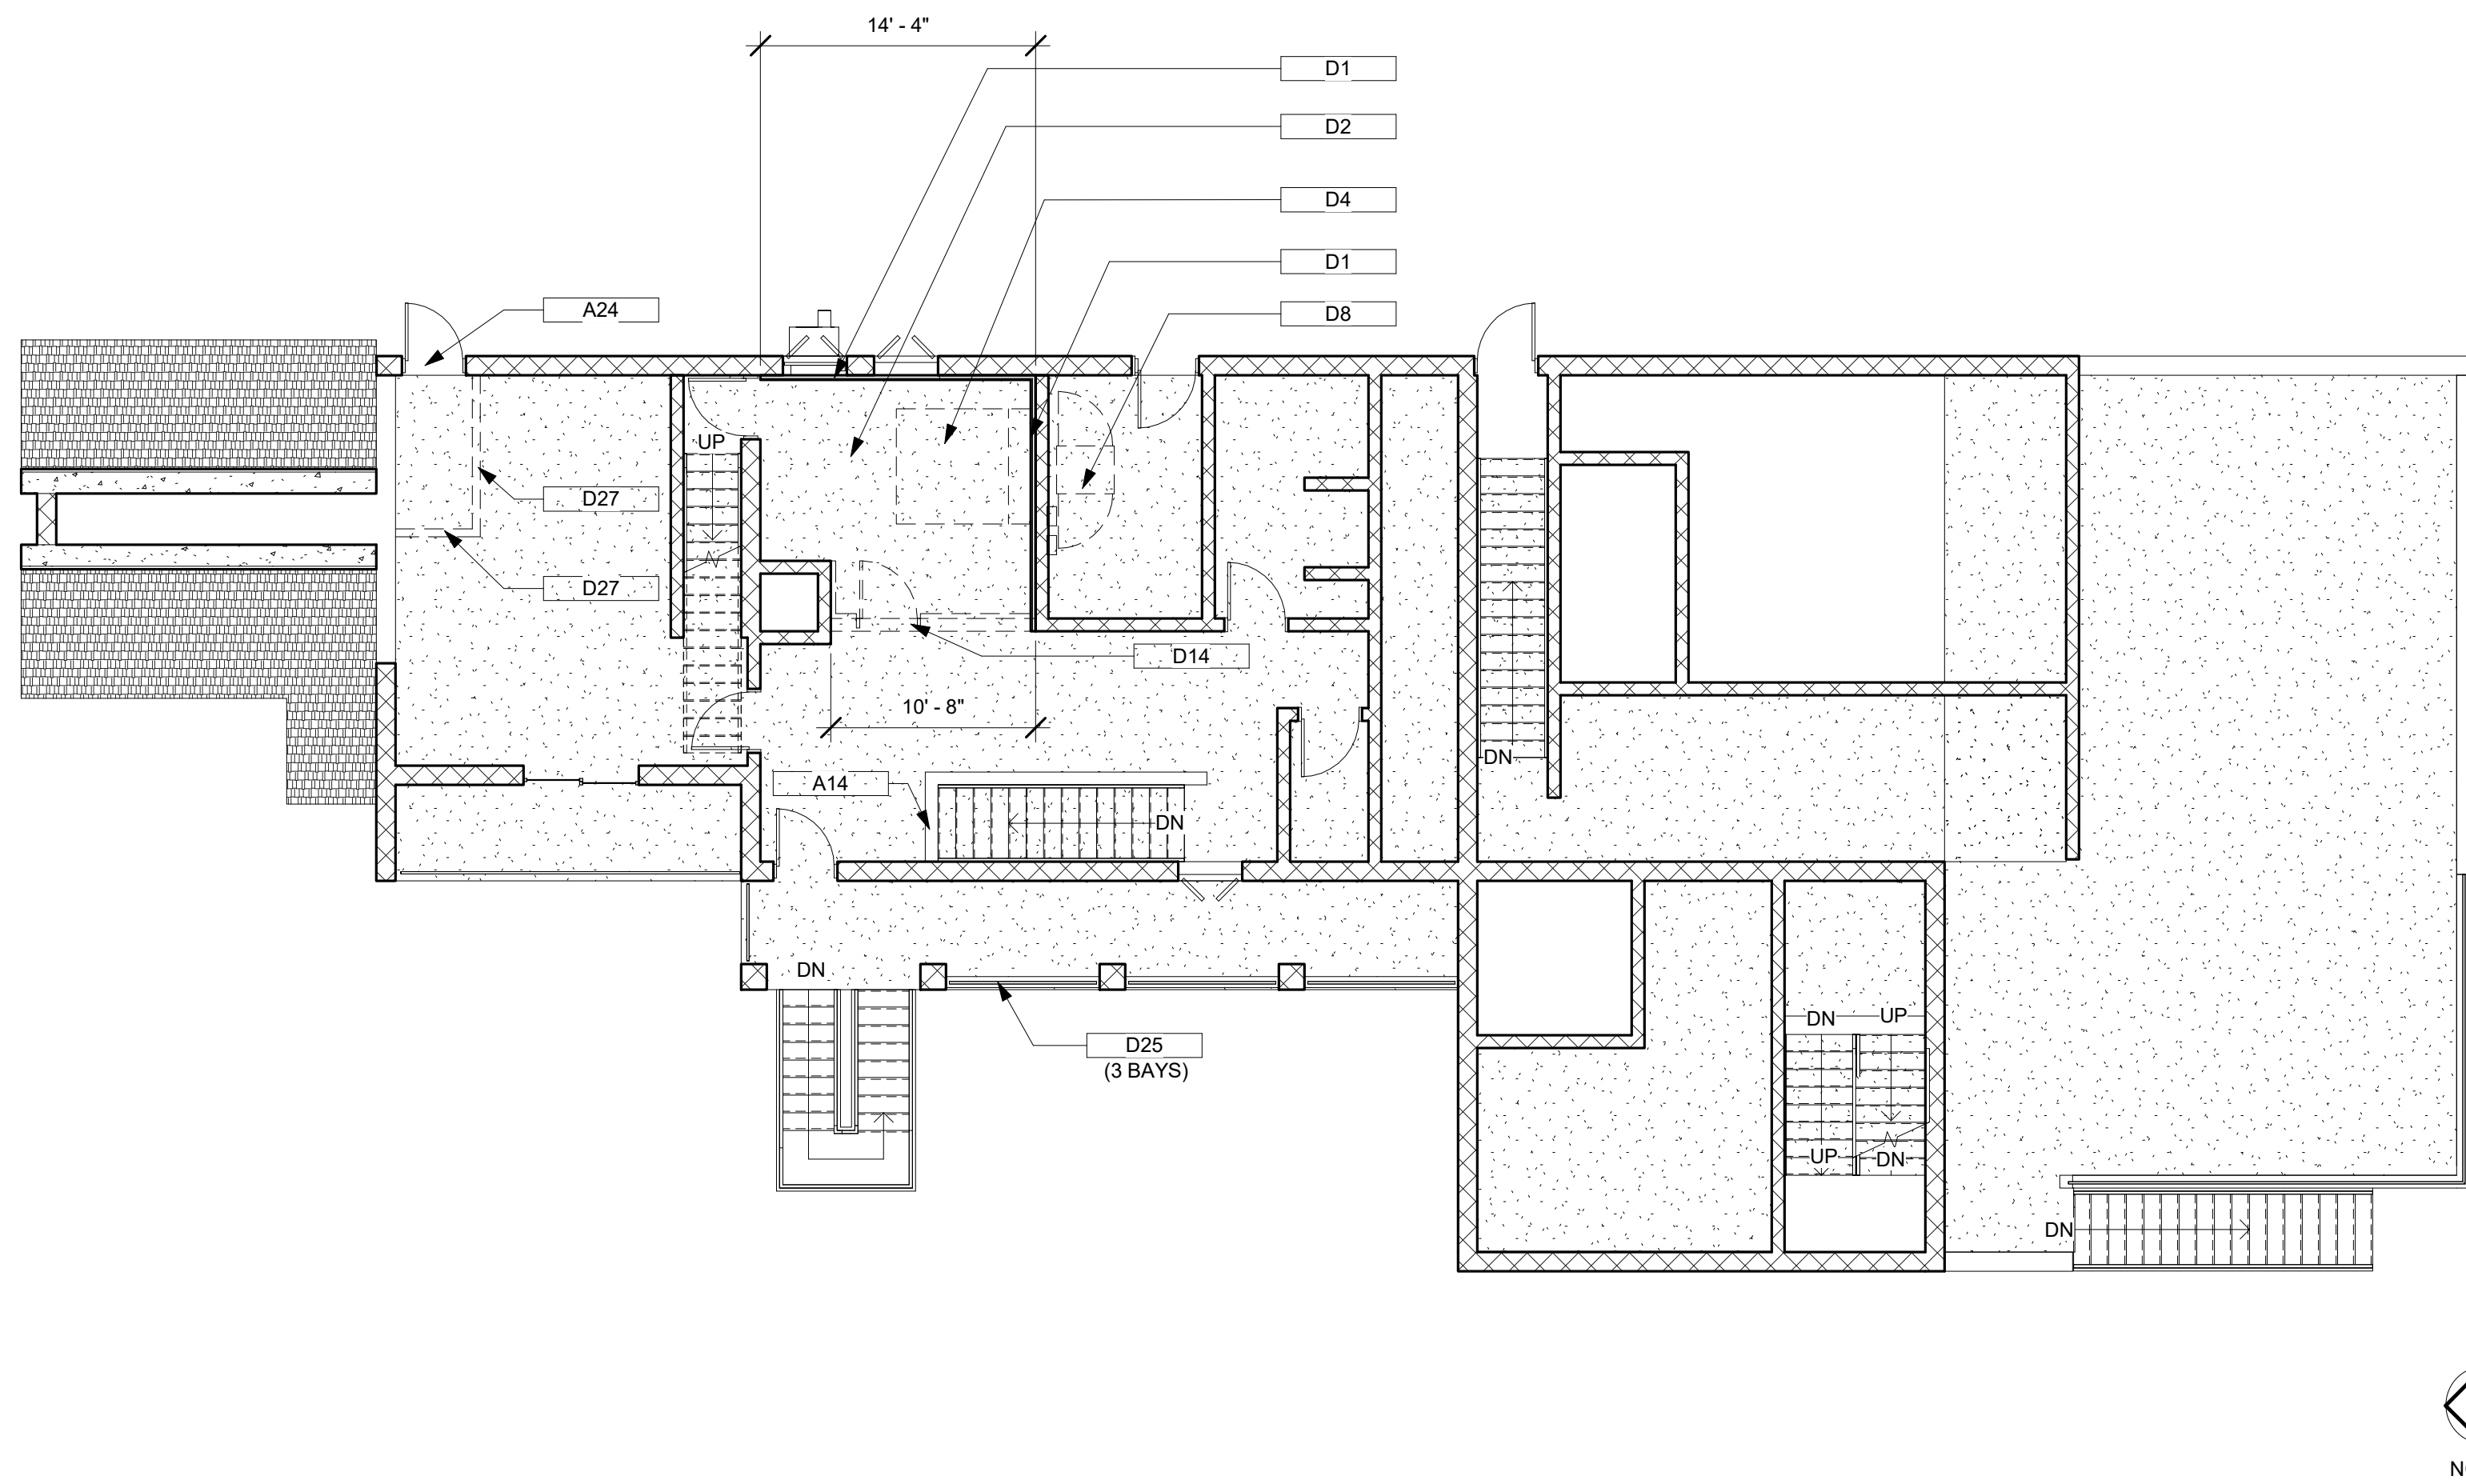 14' - 4"
D1
D2
D4
D1
A24
D8
UP
D27
D27
D14
10' - 8"
DN
A14
DN
DN
D25
(3 BAYS)
DN
UP
UP
DN
DN